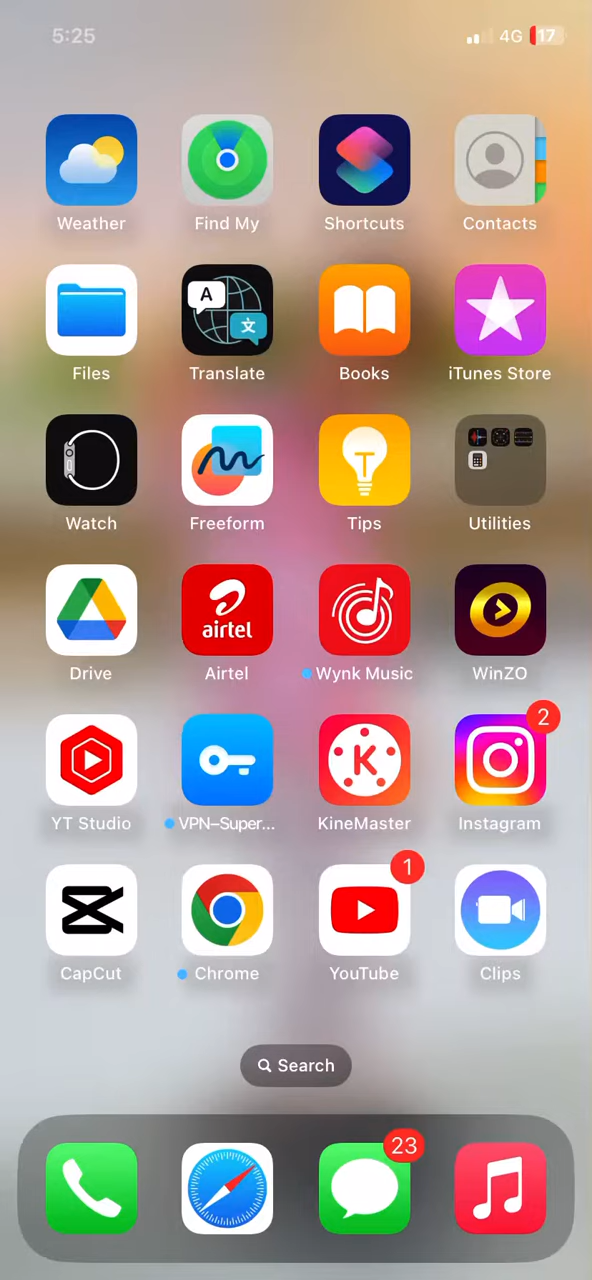 5:25 4G 17
Weather Find My Shortcuts Contacts
A 文
Files Translate Books iTunes Store
Watch Freeform Tips Utilities
airtel
Drive Airtel Wynk Music WinZO
2
K
YT Studio VPN–Super... KineMaster Instagram
1
CapCut Chrome YouTube Clips
Search
23